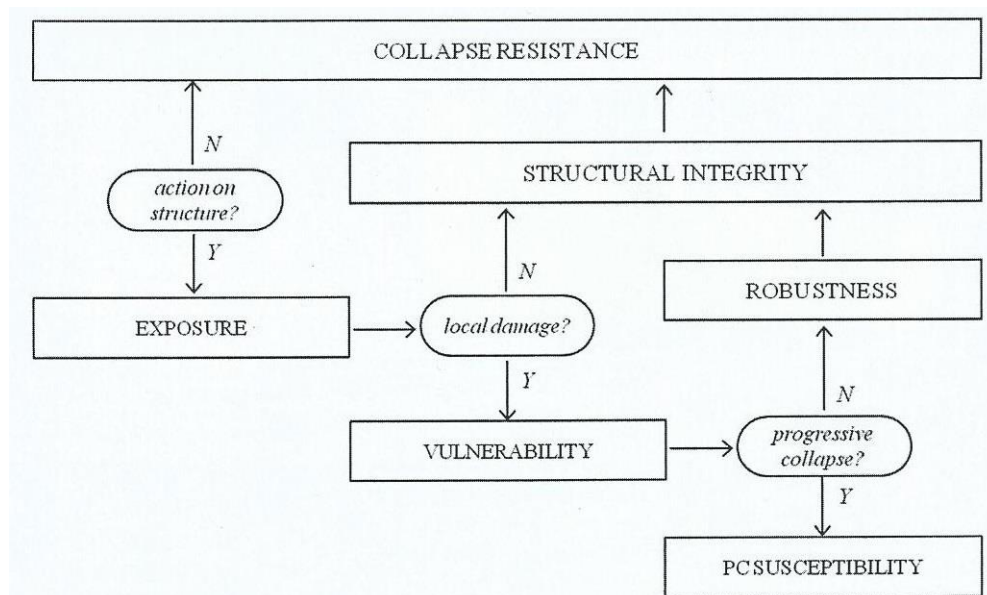 COLLAPSE RESISTANCE
N
STRUCTURAL INTEGRITY
action on
structure?
Y
N
ROBUSTNESS
EXPOSURE
local damage?
Y
N
VULNERABILITY
progressive
collapse?
Y
PC SUSCEPTIBILITY